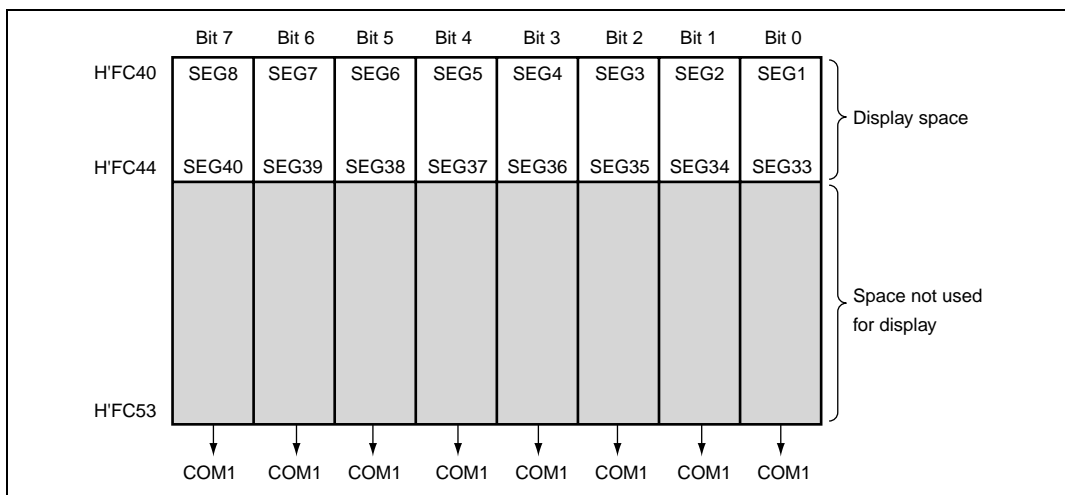 Bit 7 Bit 6 Bit 5 Bit 4 Bit 3 Bit 2 Bit 1 Bit 0
H'FC40 SEG8 SEG7 SEG6 SEG5 SEG4 SEG3 SEG2 SEG1
Display space
H'FC44 SEG40 SEG39 SEG38 SEG37 SEG36 SEG35 SEG34 SEG33
Space not used
for display
H'FC53
COM1 COM1 COM1 COM1 COM1 COM1 COM1 COM1